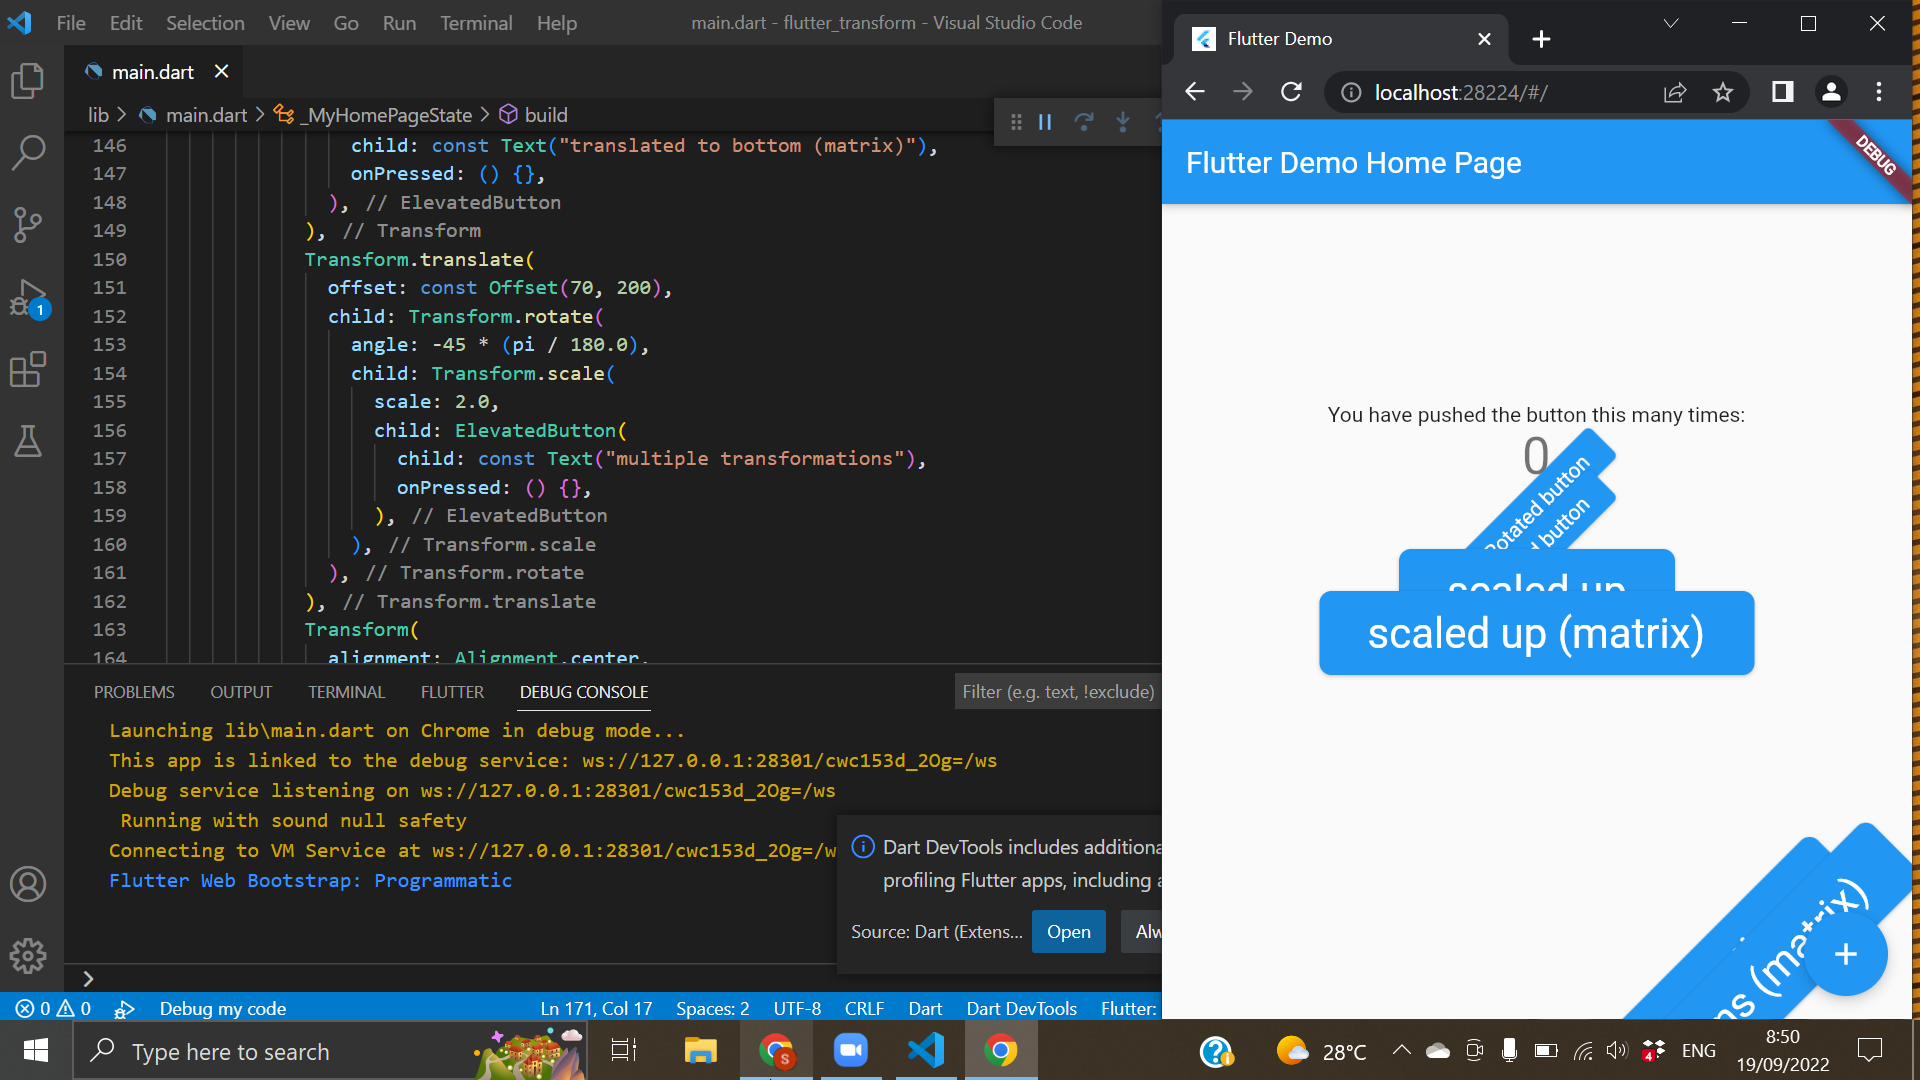 File Edit Selection View Go Run Terminal Help
main.dart - flutter_transform - Visual Studio Code
main.dart
lib > main.dart > _MyHomePageState > build
146 child: const Text("translated to bottom (matrix)"),
147 onPressed: () {},
148 ), // ElevatedButton
149 ), // Transform
150 Transform.translate(
151 offset: const Offset(70, 200),
152 child: Transform.rotate(
153 angle: -45 * (pi / 180.0),
154 child: Transform.scale(
155 scale: 2.0,
156 child: ElevatedButton(
157 child: const Text("multiple transformations"),
158 onPressed: () {},
159 ), // ElevatedButton
160 ), // Transform.scale
161 ), // Transform.rotate
162 ), // Transform.translate
163 Transform(
164 alignment: Alignment.center,
PROBLEMS OUTPUT TERMINAL FLUTTER DEBUG CONSOLE
Filter (e.g. text, !exclude)
Launching lib\main.dart on Chrome in debug mode...
This app is linked to the debug service: ws://127.0.0.1:28301/cwc153d_2Og=/ws
Debug service listening on ws://127.0.0.1:28301/cwc153d_2Og=/ws
Running with sound null safety
Connecting to VM Service at ws://127.0.0.1:28301/cwc153d_2Og=/w
Flutter Web Bootstrap: Programmatic
Dart DevTools includes additiona
profiling Flutter apps, including
Source: Dart (Extens...
Open
Alw
1
0 0 Debug my code
Ln 171, Col 17 Spaces: 2 UTF-8 CRLF Dart Dart DevTools Flutter:
Flutter Demo
localhost:28224/#/
Flutter Demo Home Page
DEBUG
You have pushed the button this many times:
0
Rotated button
d button
scaled up
scaled up (matrix)
ns (matrix)
+
Type here to search
S
28°C
4
ENG
8:50
19/09/2022